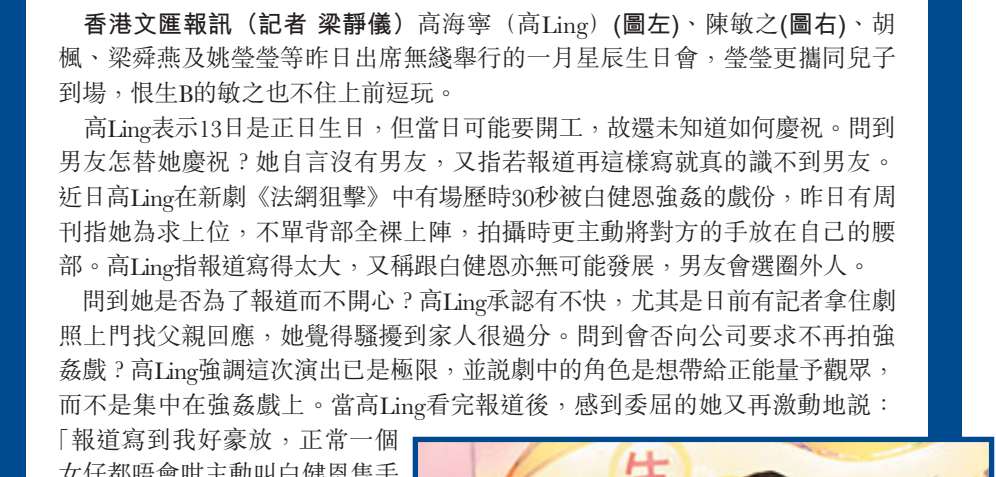 香港文匯報訊（記者 梁靜儀）高海寧（高Ling）(圖左)、陳敏之(圖右)、胡
楓、梁舜燕及姚瑩瑩等昨日出席無綫舉行的一月星辰生日會，瑩瑩更攜同兒子
到場，恨生B的敏之也不住上前逗玩。
高Ling表示13日是正日生日，但當日可能要開工，故還未知道如何慶祝。問到
男友怎替她慶祝？她自言沒有男友，又指若報道再這樣寫就真的識不到男友。
近日高Ling在新劇《法網狙擊》中有場歷時30秒被白健恩強姦的戲份，昨日有周
刊指她為求上位，不單背部全裸上陣，拍攝時更主動將對方的手放在自己的腰
部。高Ling指報道寫得太大，又稱跟白健恩亦無可能發展，男友會選圈外人。
問到她是否為了報道而不開心？高Ling承認有不快，尤其是日前有記者拿住劇
照上門找父親回應，她覺得騷擾到家人很過分。問到會否向公司要求不再拍強
姦戲？高Ling強調這次演出已是極限，並説劇中的角色是想帶給正能量予觀眾，
而不是集中在強姦戲上。當高Ling看完報道後，感到委屈的她又再激動地説：
「報道寫到我好豪放，正常一個
女仔都唔會咁主動叫白健恩隻手
生